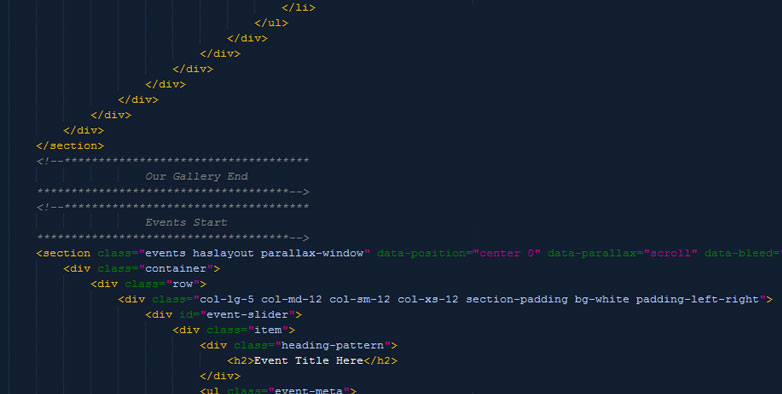 </li>
</ul>
</div>
</div>
</div>
</div>
</div>
</div>
</div>
</section>
<!--************************************
Our Gallery End
*************************************-->
<!--************************************
Events Start
*************************************-->
<section class="events haslayout parallax-window" data-position="center 0" data-parallax="scroll" data-bleed=
<div class="container">
<div class="row">
<div class="col-lg-5 col-md-12 col-sm-12 col-xs-12 section-padding bg-white padding-left-right">
<div id="event-slider">
<div class="item">
<div class="heading-pattern">
<h2>Event Title Here</h2>
</div>
<ul class="event-meta">